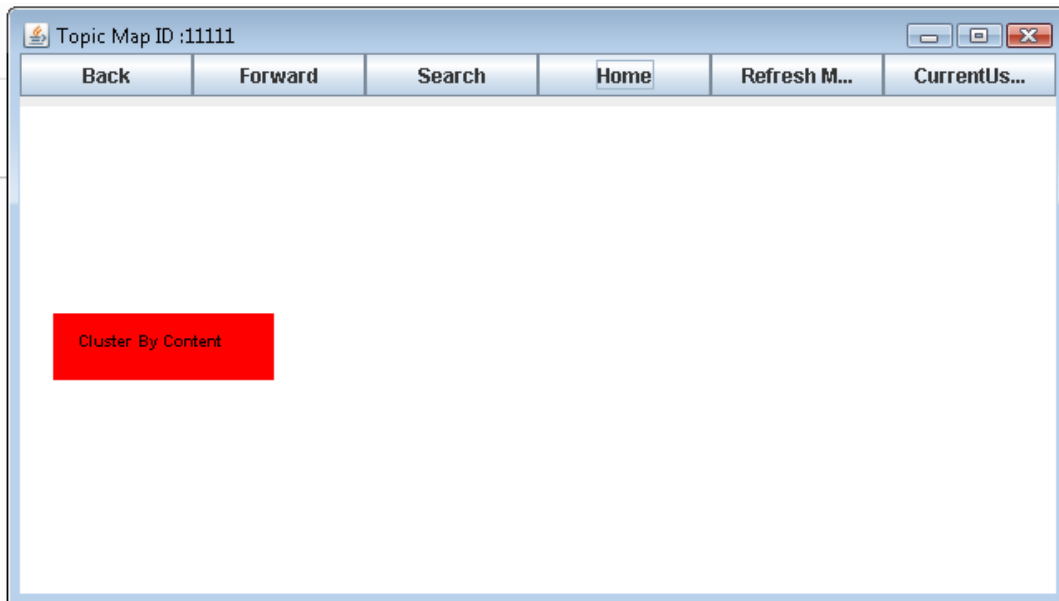 Topic Map ID :11111
Back Forward Search Home Refresh M... CurrentUs...
Cluster By Content